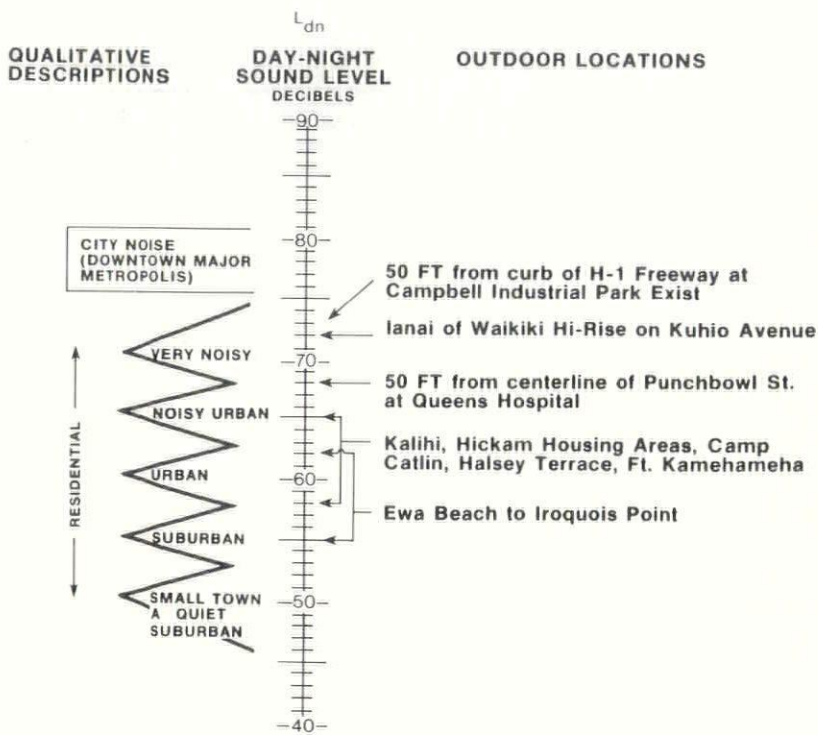 Ldn
QUALITATIVE
DESCRIPTIONS
DAY-NIGHT
SOUND LEVEL
DECIBELS
OUTDOOR LOCATIONS
90
80
70
60
50
40
CITY NOISE
(DOWNTOWN MAJOR
METROPOLIS)
RESIDENTIAL
VERY NOISY
NOISY URBAN
URBAN
SUBURBAN
SMALL TOWN
A QUIET
SUBURBAN
50 FT from curb of H-1 Freeway at
Campbell Industrial Park Exist
lanai of Waikiki Hi-Rise on Kuhio Avenue
50 FT from centerline of Punchbowl St.
at Queens Hospital
Kalihi, Hickam Housing Areas, Camp
Catlin, Halsey Terrace, Ft. Kamehameha
Ewa Beach to Iroquois Point